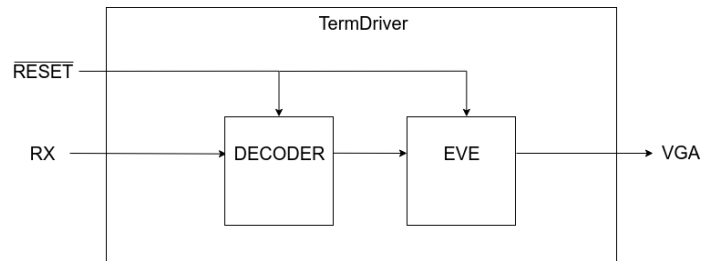 TermDriver
RESET
RX
DECODER
EVE
VGA